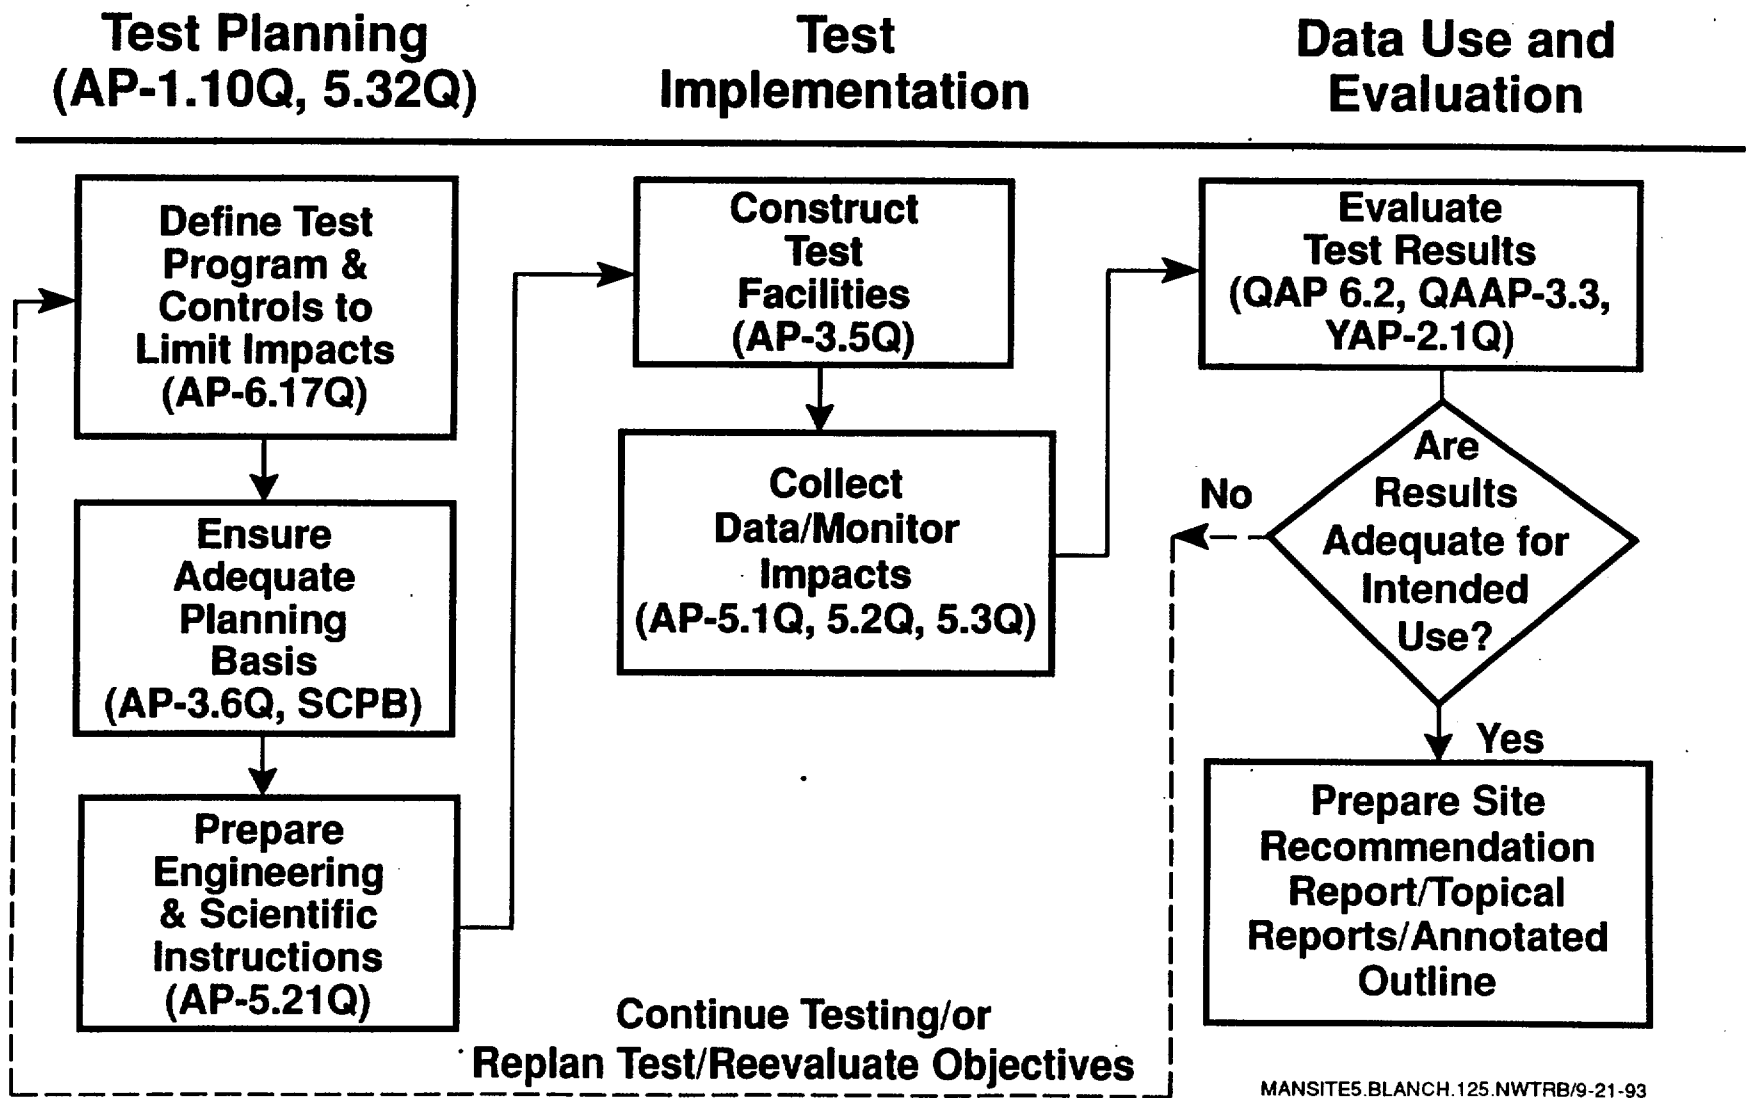 Test Planning
(AP-1.10Q, 5.32Q)
Test
Implementation
Data Use and
Evaluation
Define Test
Program &
Controls to
Limit Impacts
(AP-6.17Q)
Ensure
Adequate
Planning
Basis
(AP-3.6Q, SCPB)
Prepare
Engineering
& Scientific
Instructions
(AP-5.21Q)
Construct
Test
Facilities
(AP-3.5Q)
Collect
Data/Monitor
Impacts
(AP-5.1Q, 5.2Q, 5.3Q)
Evaluate
Test Results
(QAP 6.2, QAAP-3.3,
YAP-2.1Q)
Are
Results
Adequate for
Intended
Use?
No
Yes
Prepare Site
Recommendation
Report/Topical
Reports/Annotated
Outline
Continue Testing/or
Replan Test/Reevaluate Objectives
MANSITE5.BLANCH.125.NWTRB/9-21-93